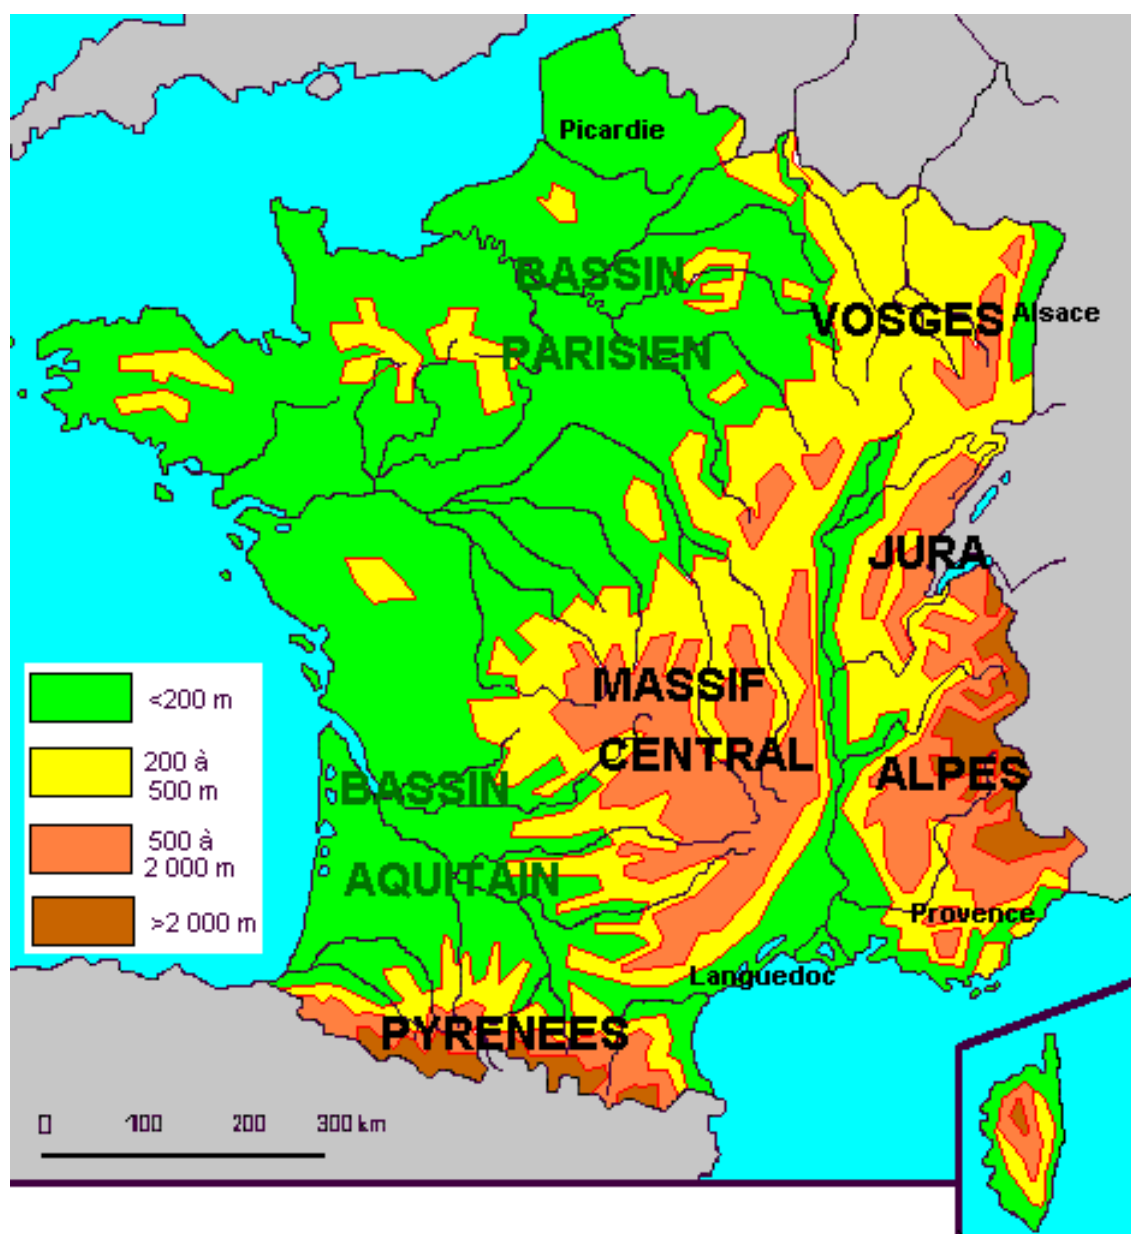 Picardie
BASSIN
PARISIEN
VOSGES
Alsace
JURA
MASSIF
CENTRAL
ALPES
BASSIN
AQUITAIN
Provence
Languedoc
PYRENEES
<200 m
200 à
500 m
500 à
2 000 m
>2 000 m
0 100 200 300 km